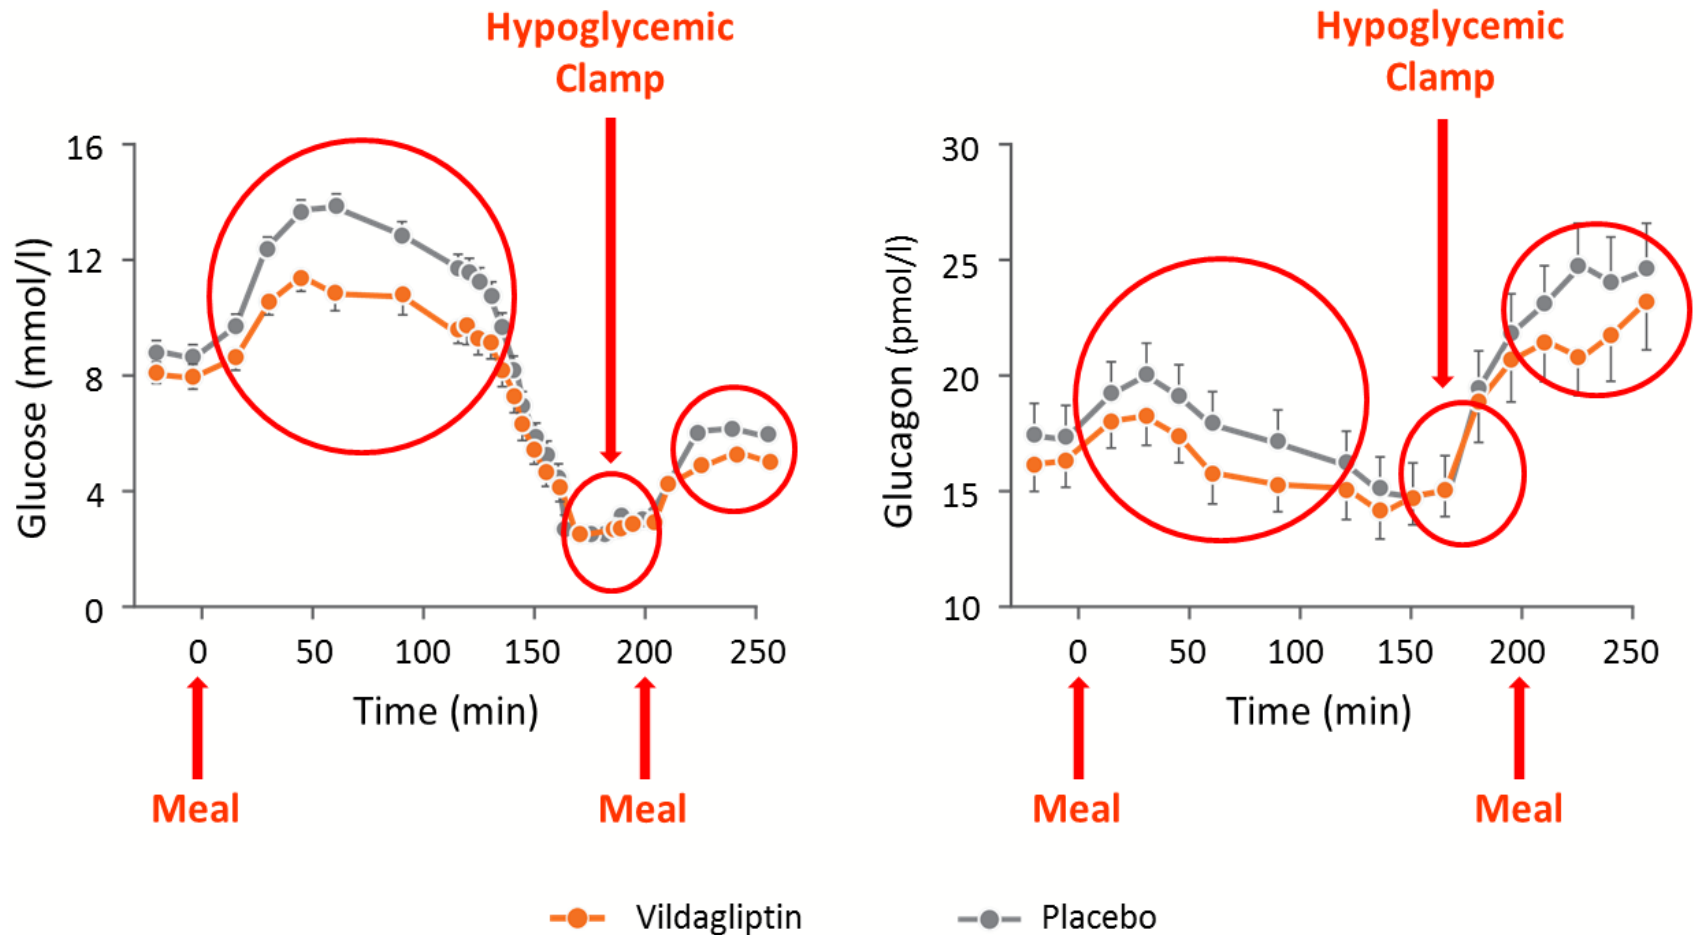 Hypoglycemic
Clamp
Hypoglycemic
Clamp
Glucose (mmol/l)
16
12
8
4
0
0 50 100 150 200 250
Time (min)
Meal
Meal
Glucagon (pmol/l)
30
25
20
15
10
0 50 100 150 200 250
Time (min)
Meal
Meal
Vildagliptin
Placebo